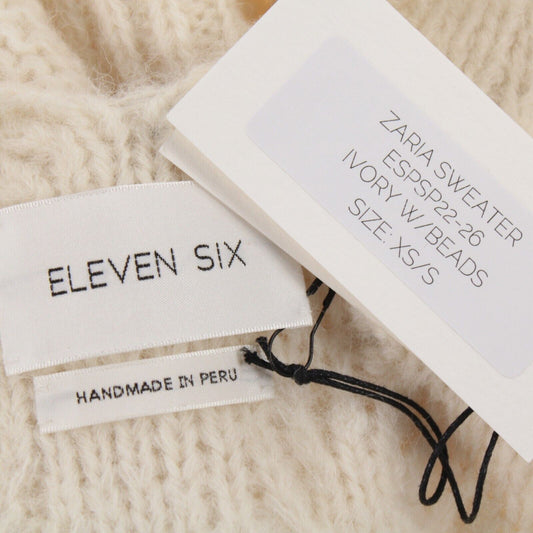 ELEVEN SIX
HANDMADE IN PERU
ZARIA SWEATER
ESPSP22-26
IVORY W/BEADS
SIZE: XS/S